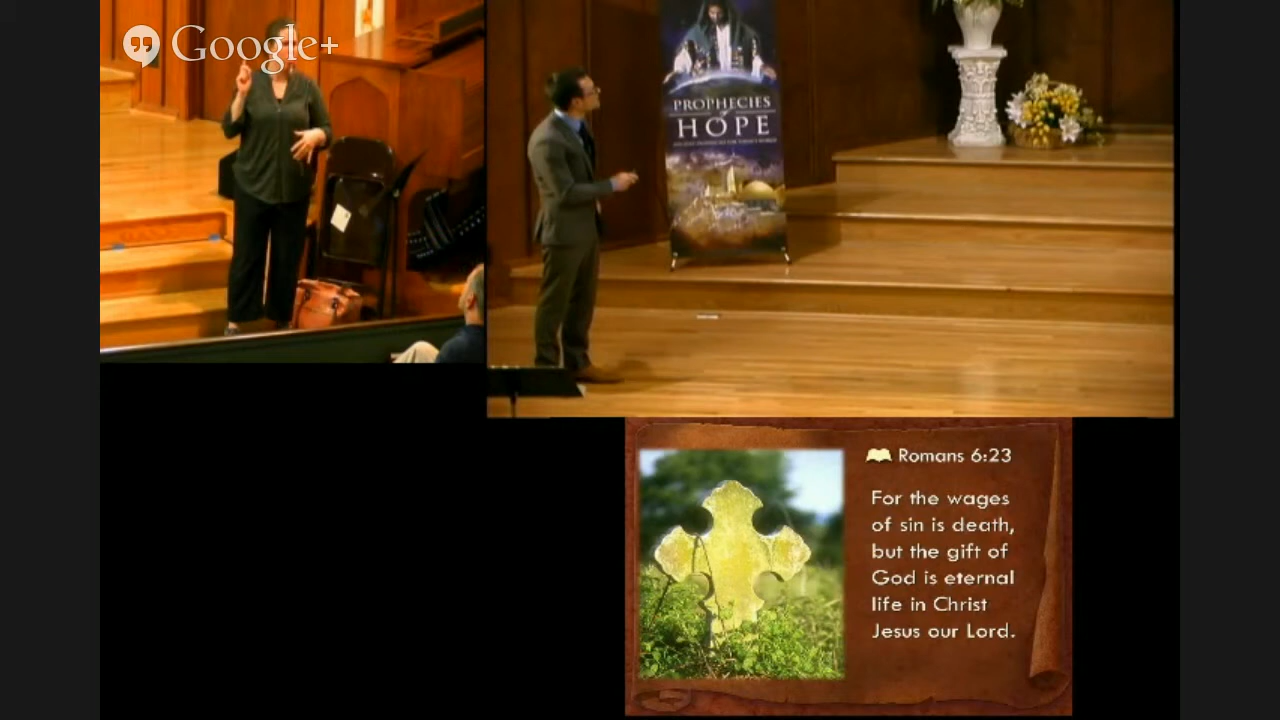 Google+
PROPHECIES
of
HOPE
Romans 6:23
For the wages
of sin is death,
but the gift of
God is eternal
life in Christ
Jesus our Lord.